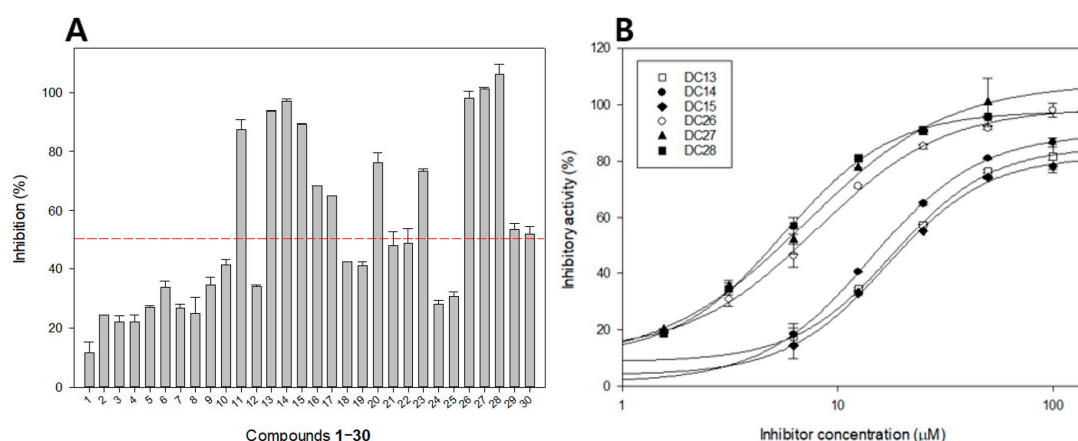 A
Inhibition (%)
100
80
60
40
20
0
1 2 3 4 5 6 7 8 9 10 11 12 13 14 15 16 17 18 19 20 21 22 23 24 25 26 27 28 29 30
Compounds 1–30
B
Inhibitory activity (%)
120
100
80
60
40
20
0
DC13
DC14
DC15
DC26
DC27
DC28
1 10 100
Inhibitor concentration (μM)